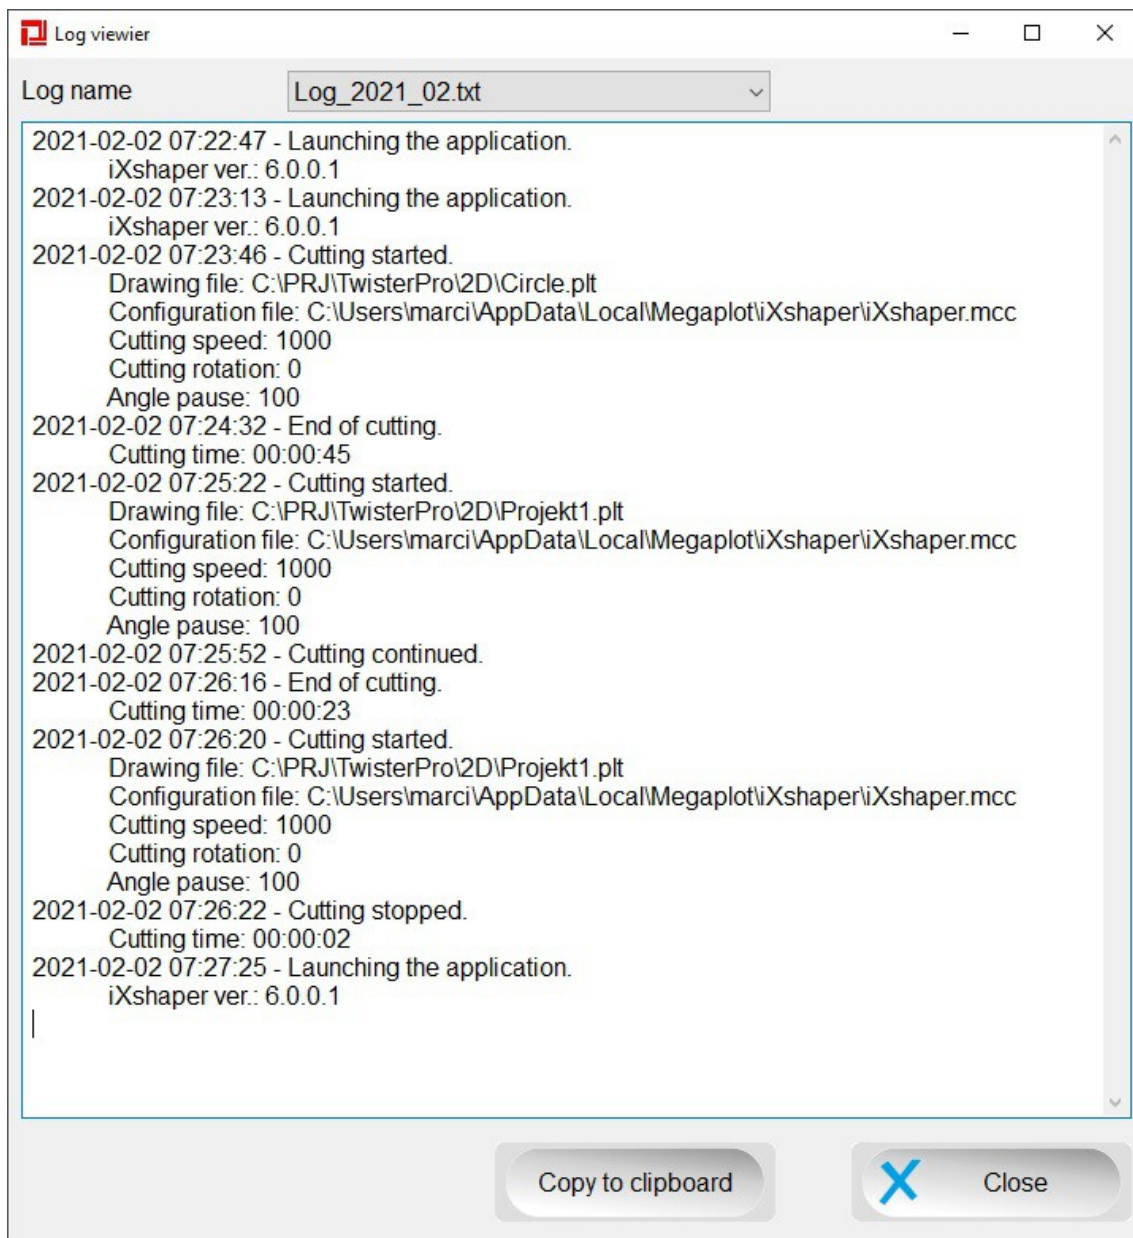 Log viewier
Log name Log_2021_02.txt
2021-02-02 07:22:47 - Launching the application.
iXshaper ver.: 6.0.0.1
2021-02-02 07:23:13 - Launching the application.
iXshaper ver.: 6.0.0.1
2021-02-02 07:23:46 - Cutting started.
Drawing file: C:\PRJ\TwisterPro\2D\Circle.plt
Configuration file: C:\Users\marci\AppData\Local\Megaplot\iXshaper\iXshaper.mcc
Cutting speed: 1000
Cutting rotation: 0
Angle pause: 100
2021-02-02 07:24:32 - End of cutting.
Cutting time: 00:00:45
2021-02-02 07:25:22 - Cutting started.
Drawing file: C:\PRJ\TwisterPro\2D\Projekt1.plt
Configuration file: C:\Users\marci\AppData\Local\Megaplot\iXshaper\iXshaper.mcc
Cutting speed: 1000
Cutting rotation: 0
Angle pause: 100
2021-02-02 07:25:52 - Cutting continued.
2021-02-02 07:26:16 - End of cutting.
Cutting time: 00:00:23
2021-02-02 07:26:20 - Cutting started.
Drawing file: C:\PRJ\TwisterPro\2D\Projekt1.plt
Configuration file: C:\Users\marci\AppData\Local\Megaplot\iXshaper\iXshaper.mcc
Cutting speed: 1000
Cutting rotation: 0
Angle pause: 100
2021-02-02 07:26:22 - Cutting stopped.
Cutting time: 00:00:02
2021-02-02 07:27:25 - Launching the application.
iXshaper ver.: 6.0.0.1
Copy to clipboard Close